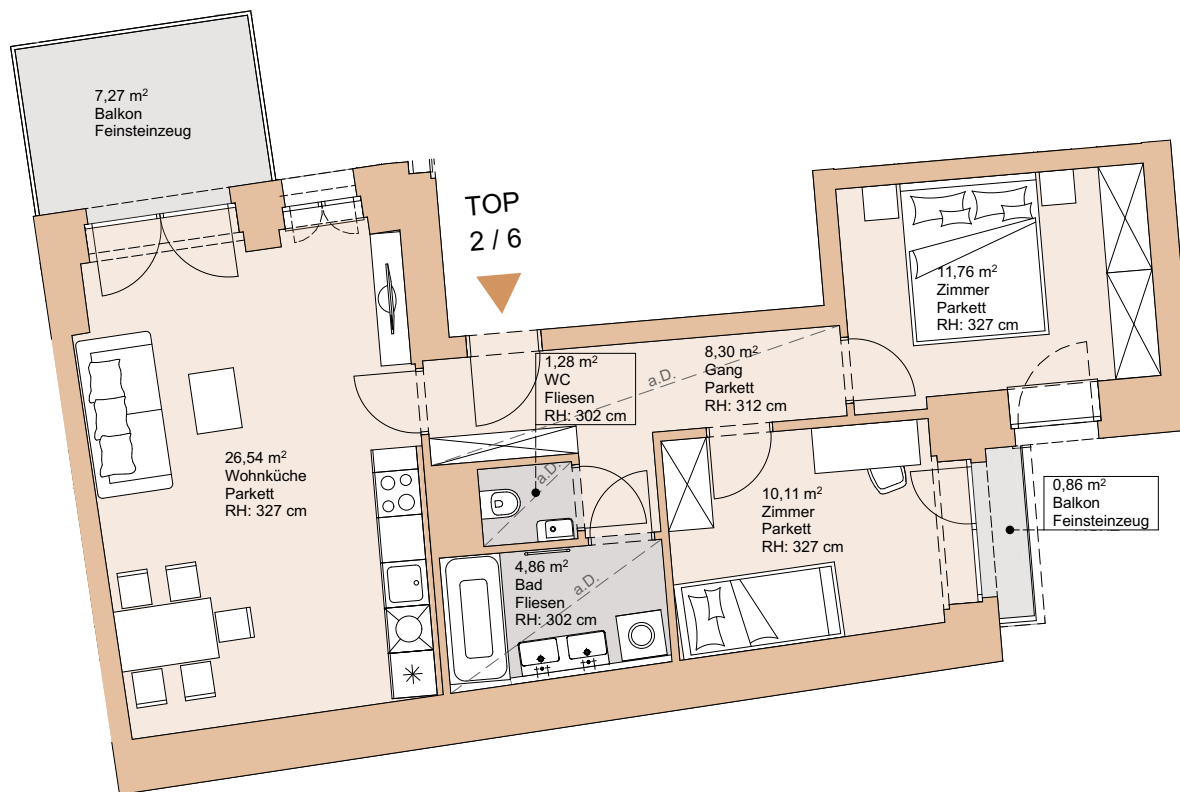 7,27 m²
Balkon
Feinsteinzeug
TOP
2 / 6
11,76 m²
Zimmer
Parkett
RH: 327 cm
1,28 m²
WC
Fliesen
RH: 302 cm
8,30 m²
Gang
Parkett
RH: 312 cm
a.D.
26,54 m²
Wohnküche
Parkett
RH: 327 cm
a.D.
10,11 m²
Zimmer
Parkett
RH: 327 cm
0,86 m²
Balkon
Feinsteinzeug
4,86 m²
Bad
Fliesen
RH: 302 cm
a.D.